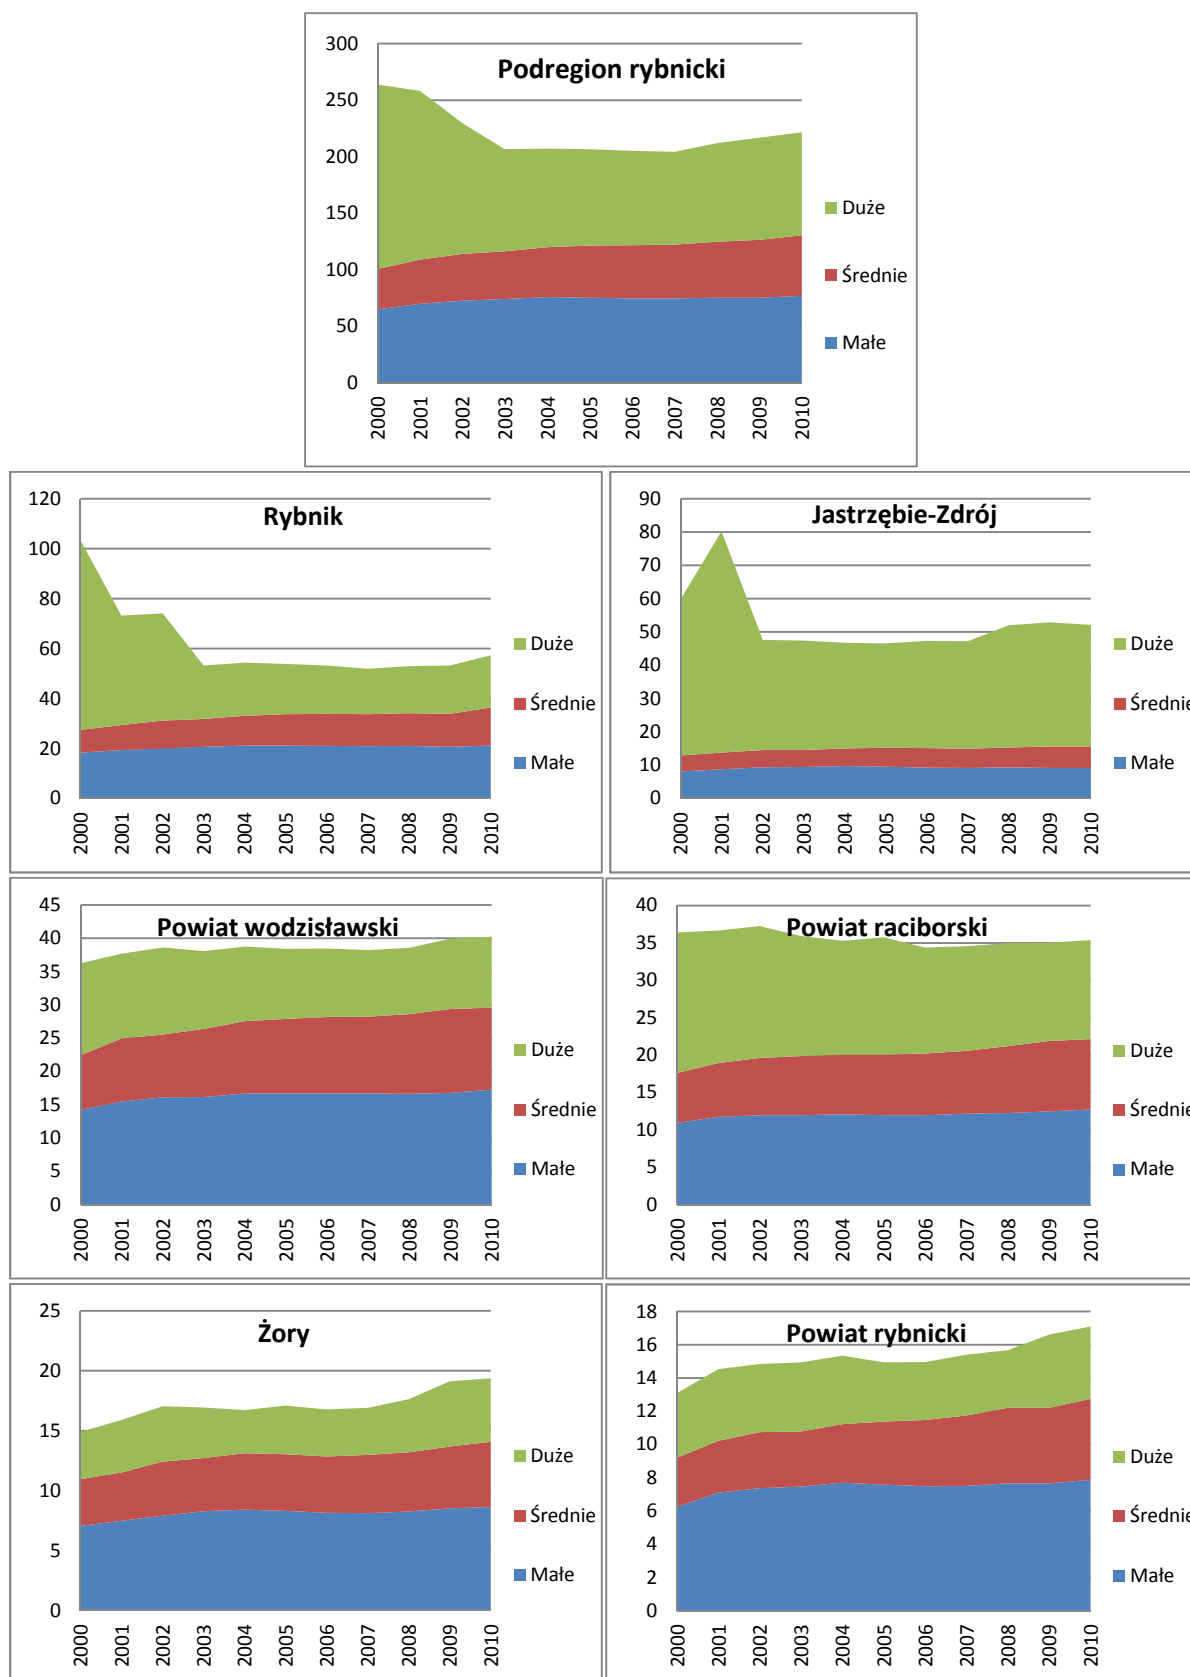 Podregion rybnicki
300
250
200
150
100
50
0
Duże
Średnie
Małe
2000 2001 2002 2003 2004 2005 2006 2007 2008 2009 2010
Rybnik
120
100
80
60
40
20
0
Duże
Średnie
Małe
2000 2001 2002 2003 2004 2005 2006 2007 2008 2009 2010
Jastrzębie-Zdrój
90
80
70
60
50
40
30
20
10
0
Duże
Średnie
Małe
2000 2001 2002 2003 2004 2005 2006 2007 2008 2009 2010
Powiat wodzisławski
45
40
35
30
25
20
15
10
5
0
Duże
Średnie
Małe
2000 2001 2002 2003 2004 2005 2006 2007 2008 2009 2010
Powiat raciborski
40
35
30
25
20
15
10
5
0
Duże
Średnie
Małe
2000 2001 2002 2003 2004 2005 2006 2007 2008 2009 2010
Żory
25
20
15
10
5
0
Duże
Średnie
Małe
2000 2001 2002 2003 2004 2005 2006 2007 2008 2009 2010
Powiat rybnicki
18
16
14
12
10
8
6
4
2
0
Duże
Średnie
Małe
2000 2001 2002 2003 2004 2005 2006 2007 2008 2009 2010